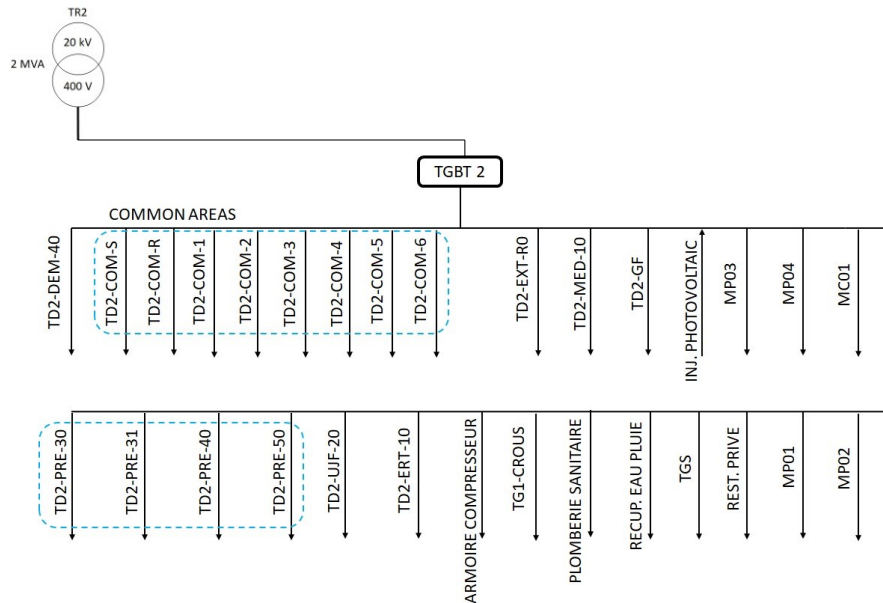 TR2
20 kV
2 MVA
400 V
TGBT 2
COMMON AREAS
TD2-DEM-40
TD2-COM-S
TD2-COM-R
TD2-COM-1
TD2-COM-2
TD2-COM-3
TD2-COM-4
TD2-COM-5
TD2-COM-6
TD2-EXT-R0
TD2-MED-10
TD2-GF
INJ. PHOTOVOLTAIC
MP03
MP04
MC01
TD2-PRE-30
TD2-PRE-31
TD2-PRE-40
TD2-PRE-50
TD2-UJF-20
TD2-ERT-10
ARMOIRE COMPRESSEUR
TG1-CROUS
PLOMBERIE SANITAIRE
RECUP. EAU PLUIE
TGS
REST. PRIVE
MP01
MP02